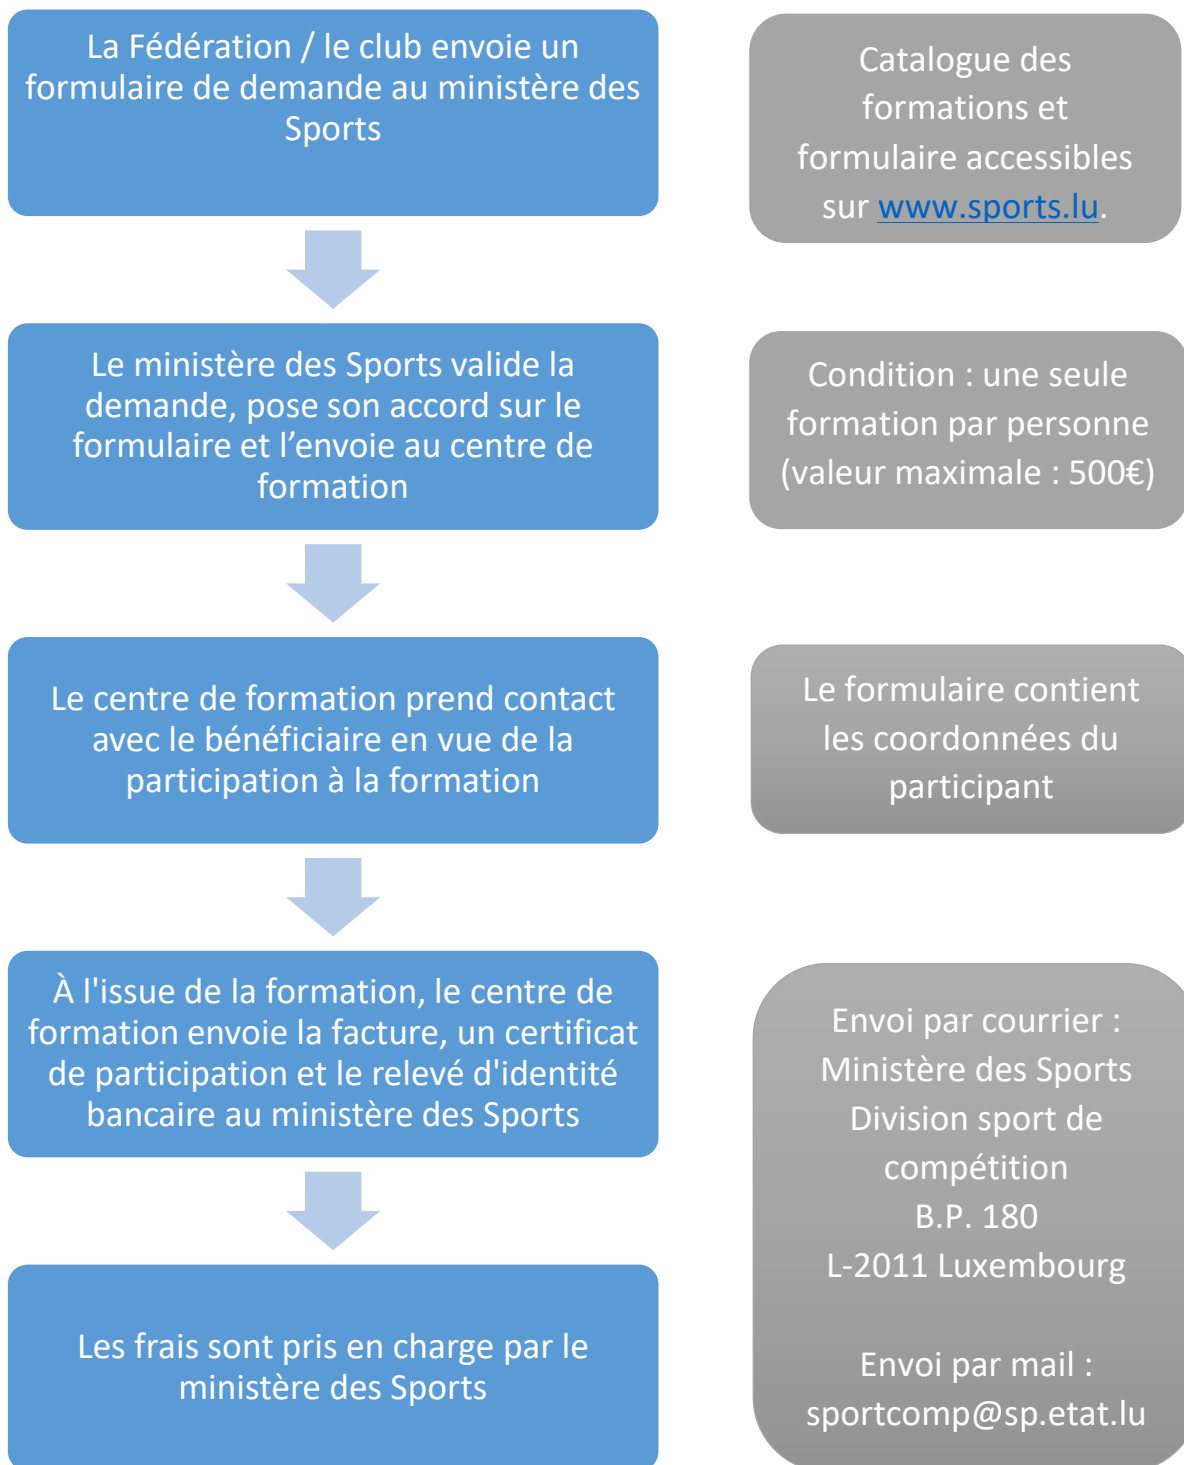 La Fédération / le club envoie un
formulaire de demande au ministère des
Sports
Catalogue des
formations et
formulaire accessibles
sur www.sports.lu.
Le ministère des Sports valide la
demande, pose son accord sur le
formulaire et l’envoie au centre de
formation
Condition : une seule
formation par personne
(valeur maximale : 500€)
Le centre de formation prend contact
avec le bénéficiaire en vue de la
participation à la formation
Le formulaire contient
les coordonnées du
participant
À l'issue de la formation, le centre de
formation envoie la facture, un certificat
de participation et le relevé d'identité
bancaire au ministère des Sports
Envoi par courrier :
Ministère des Sports
Division sport de
compétition
B.P. 180
L-2011 Luxembourg
Envoi par mail :
sportcomp@sp.etat.lu
Les frais sont pris en charge par le
ministère des Sports